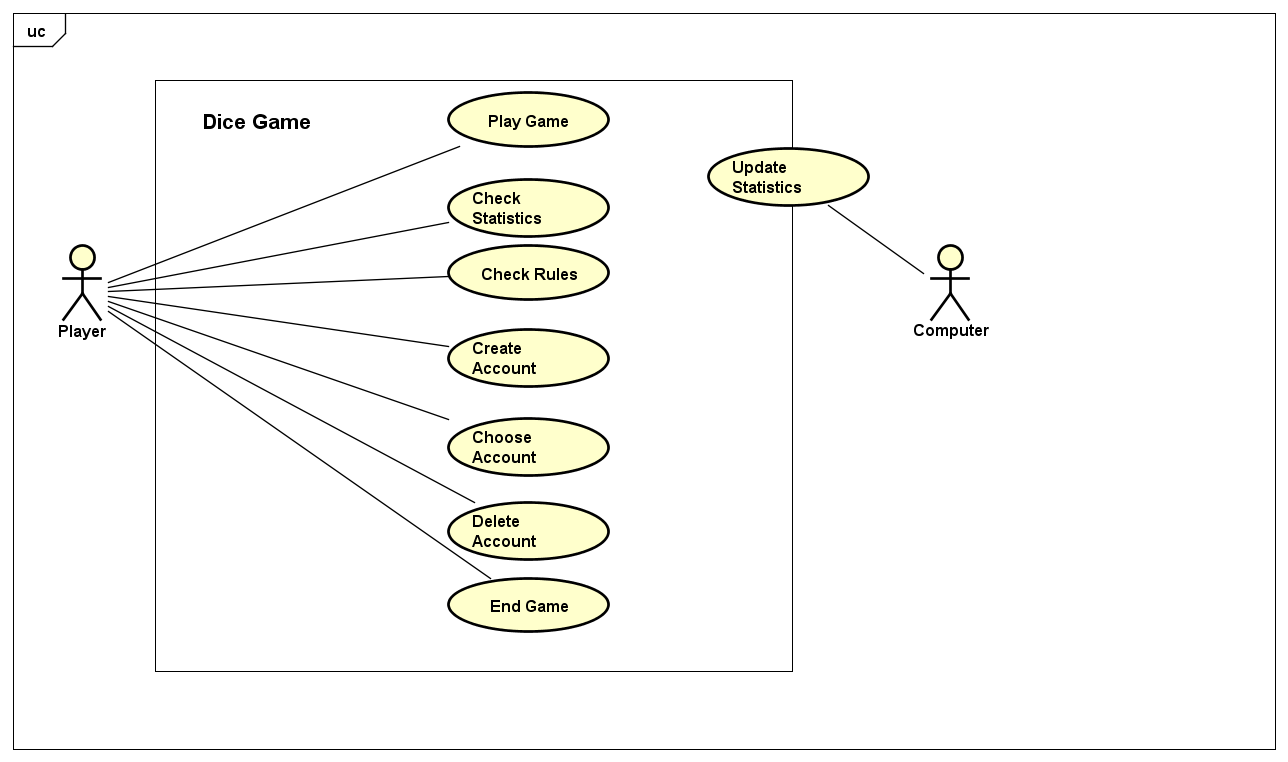 uc
Dice Game
Play Game
Update
Statistics
Check
Statistics
Check Rules
Player
Computer
Create
Account
Choose
Account
Delete
Account
End Game